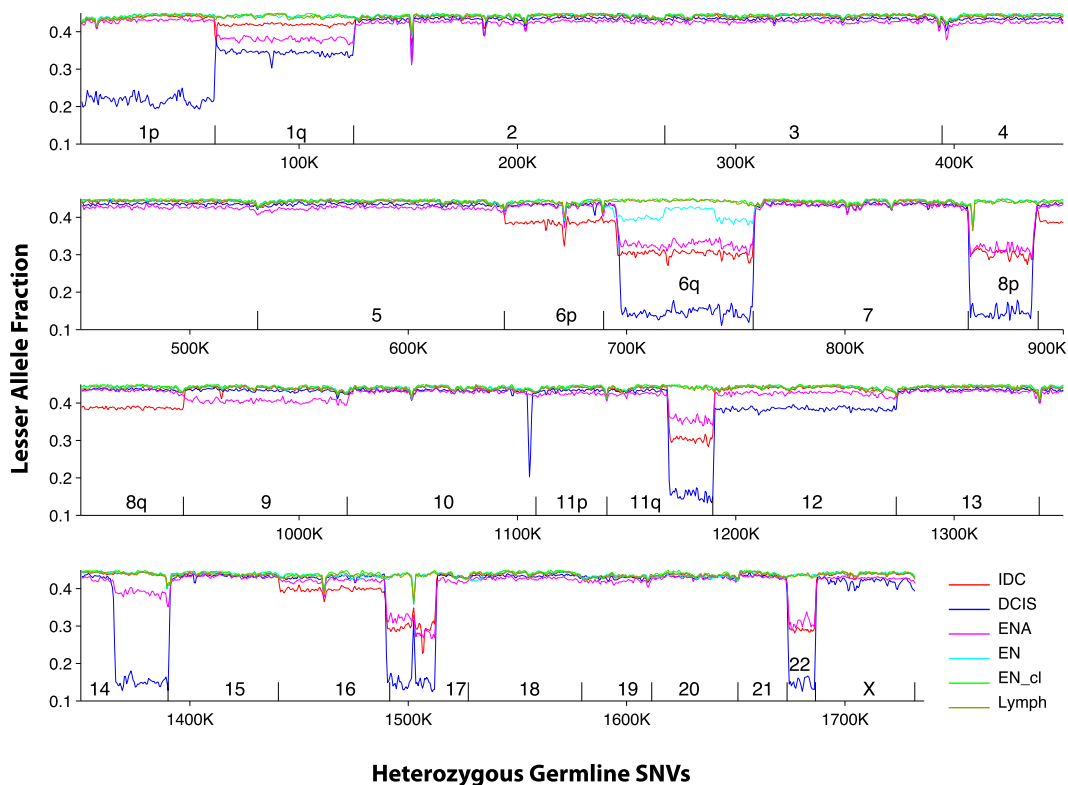 0.4
0.3
0.2
0.1
1p 1q 2 3 4
100K 200K 300K 400K
0.4
0.3
0.2
0.1
5 6p 6q 7 8p
500K 600K 700K 800K 900K
Lesser Allele Fraction
0.4
0.3
0.2
0.1
8q 9 10 11p 11q 12 13
1000K 1100K 1200K 1300K
0.4
0.3
0.2
0.1
14 15 16 17 18 19 20 21 22 X
1400K 1500K 1600K 1700K
IDC
DCIS
ENA
EN
EN_cl
Lymph
Heterozygous Germline SNVs